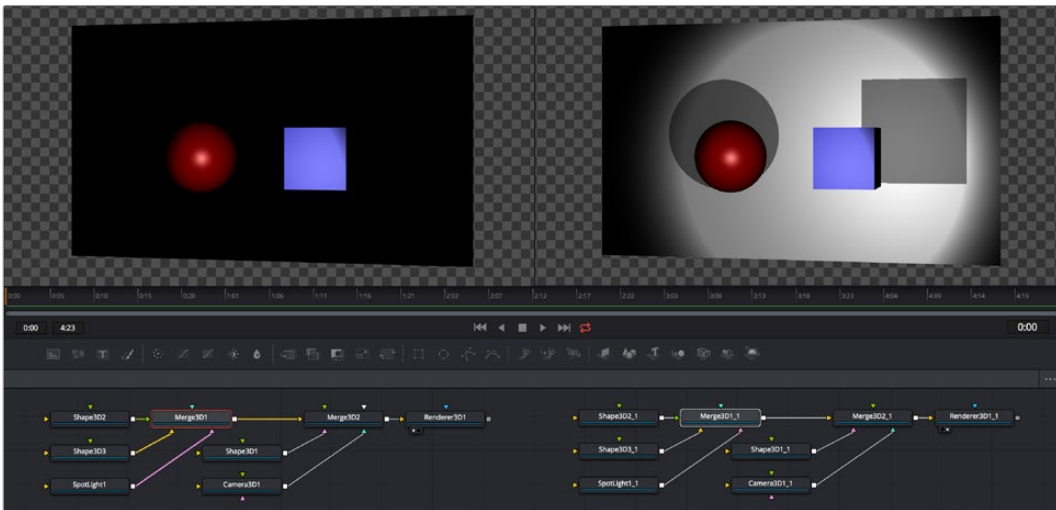 0:00 0:05 0:10 0:15 0:20 1:01 1:06 1:11 1:16 1:21 2:02 2:07 2:12 2:17 2:22 3:03 3:08 3:13 3:18 3:23 4:04 4:09 4:14 4:19
0:00 4:23 0:00
T T
Shape3D2 Merge3D1 Merge3D2 Renderer3D1 Shape3D2_1 Merge3D1_1 Merge3D2_1 Renderer3D1_1
Shape3D3 Shape3D1 Shape3D3_1 Shape3D1_1
SpotLight1 Camera3D1 SpotLight1_1 Camera3D1_1